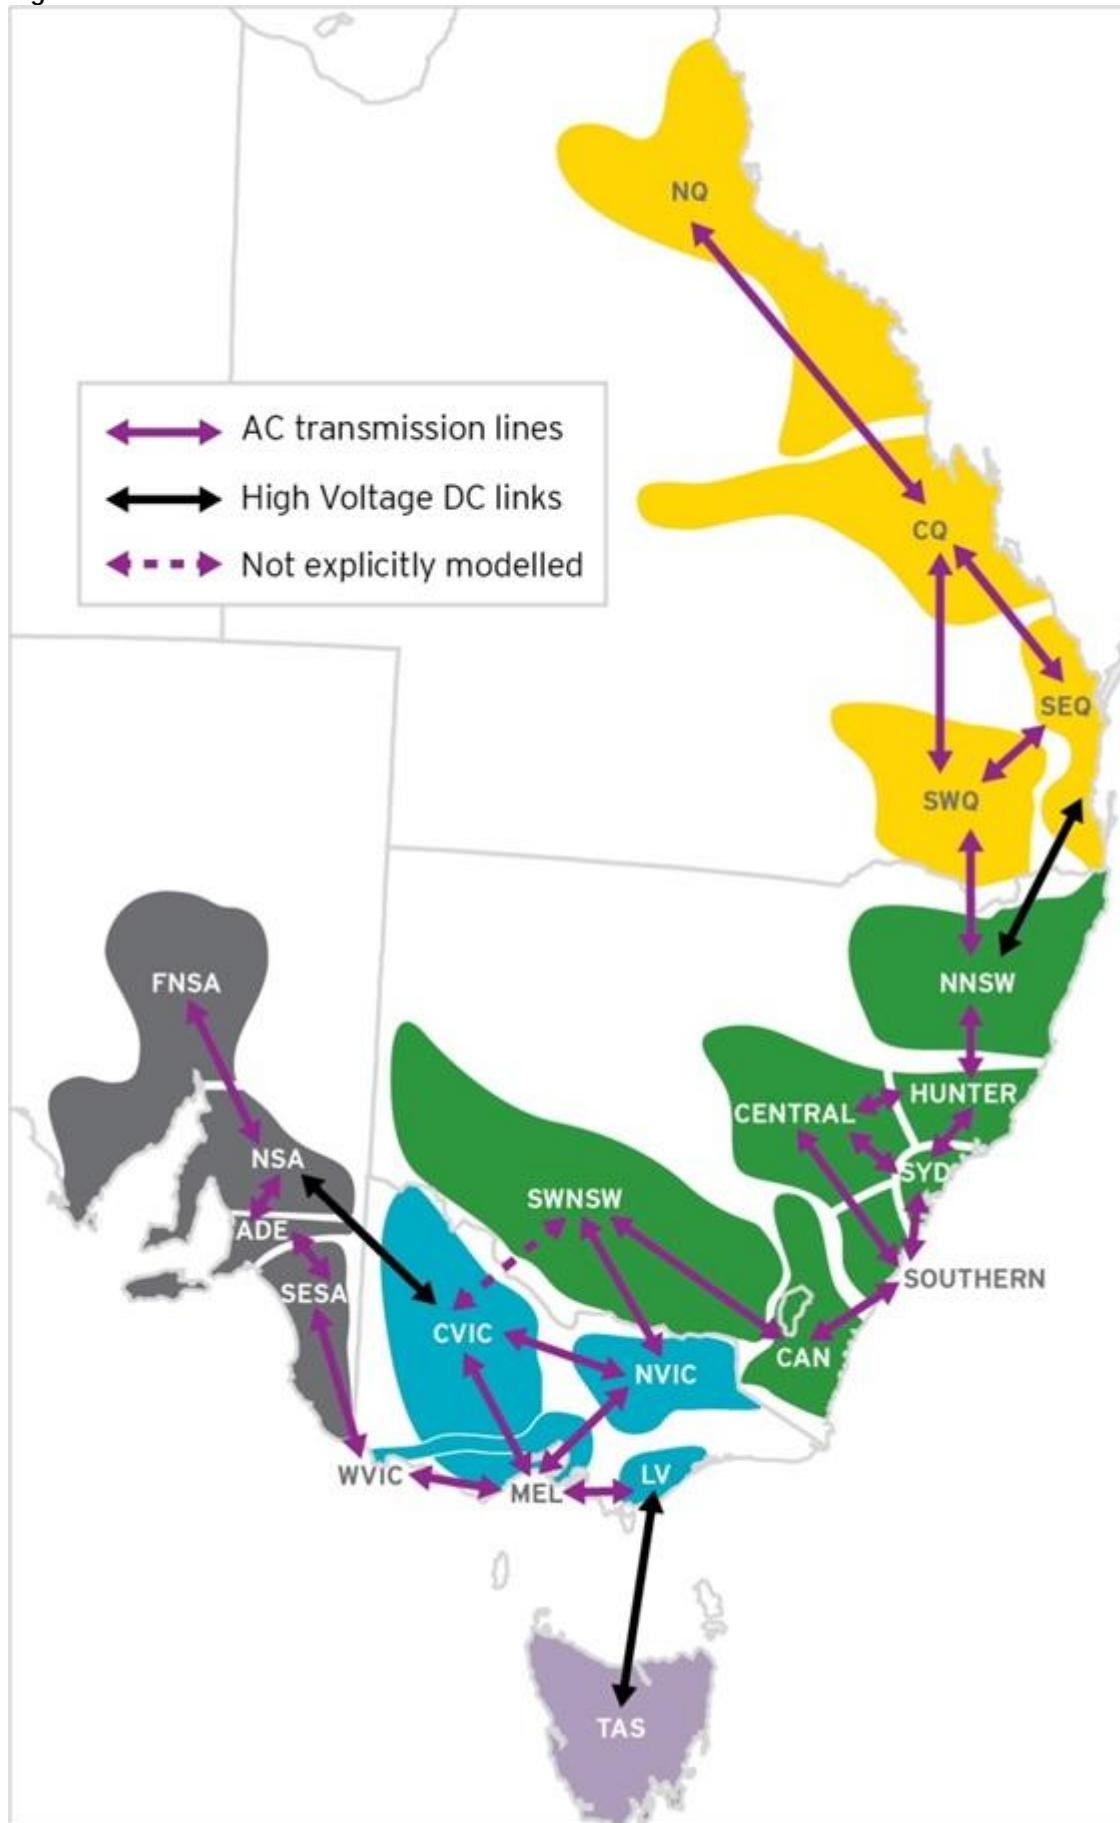 NQ
AC transmission lines
High Voltage DC links
Not explicitly modelled
CQ
SEQ
SWQ
FNSA
NNSW
HUNTER
CENTRAL
NSA
SYD
SWNSW
ADE
SESA
SOUTHERN
CVIC
CAN
NVIC
WVIC
LV
MEL
TAS